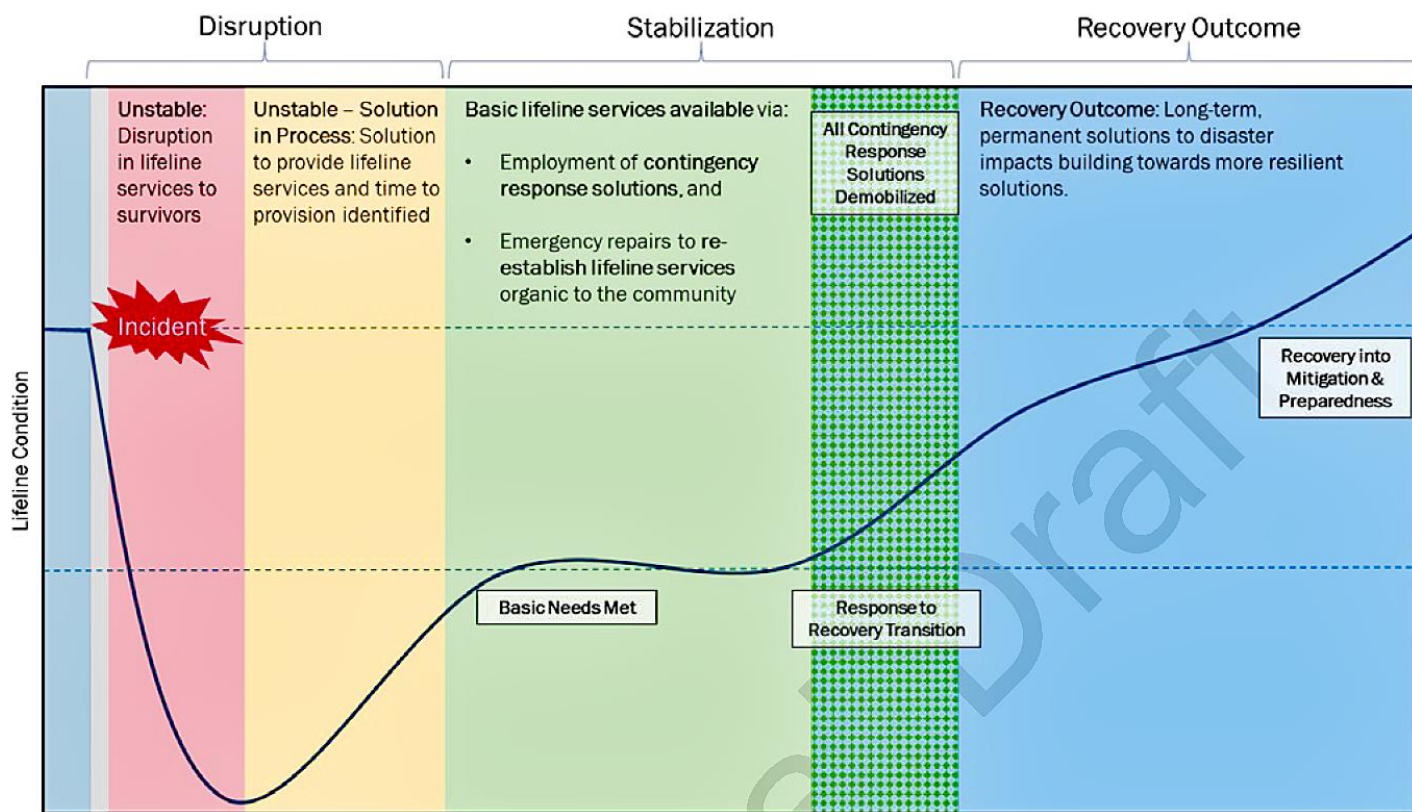 Disruption
Stabilization
Recovery Outcome
Unstable:
Disruption
in lifeline
services to
survivors
Unstable – Solution
in Process: Solution
to provide lifeline
services and time to
provision identified
Basic lifeline services available via:
• Employment of contingency
response solutions, and
• Emergency repairs to re-
establish lifeline services
organic to the community
All Contingency
Response
Solutions
Demobilized
Recovery Outcome: Long-term,
permanent solutions to disaster
impacts building towards more resilient
solutions.
Incident
Lifeline Condition
Recovery into
Mitigation &
Preparedness
Basic Needs Met
Response to
Recovery Transition
Draft